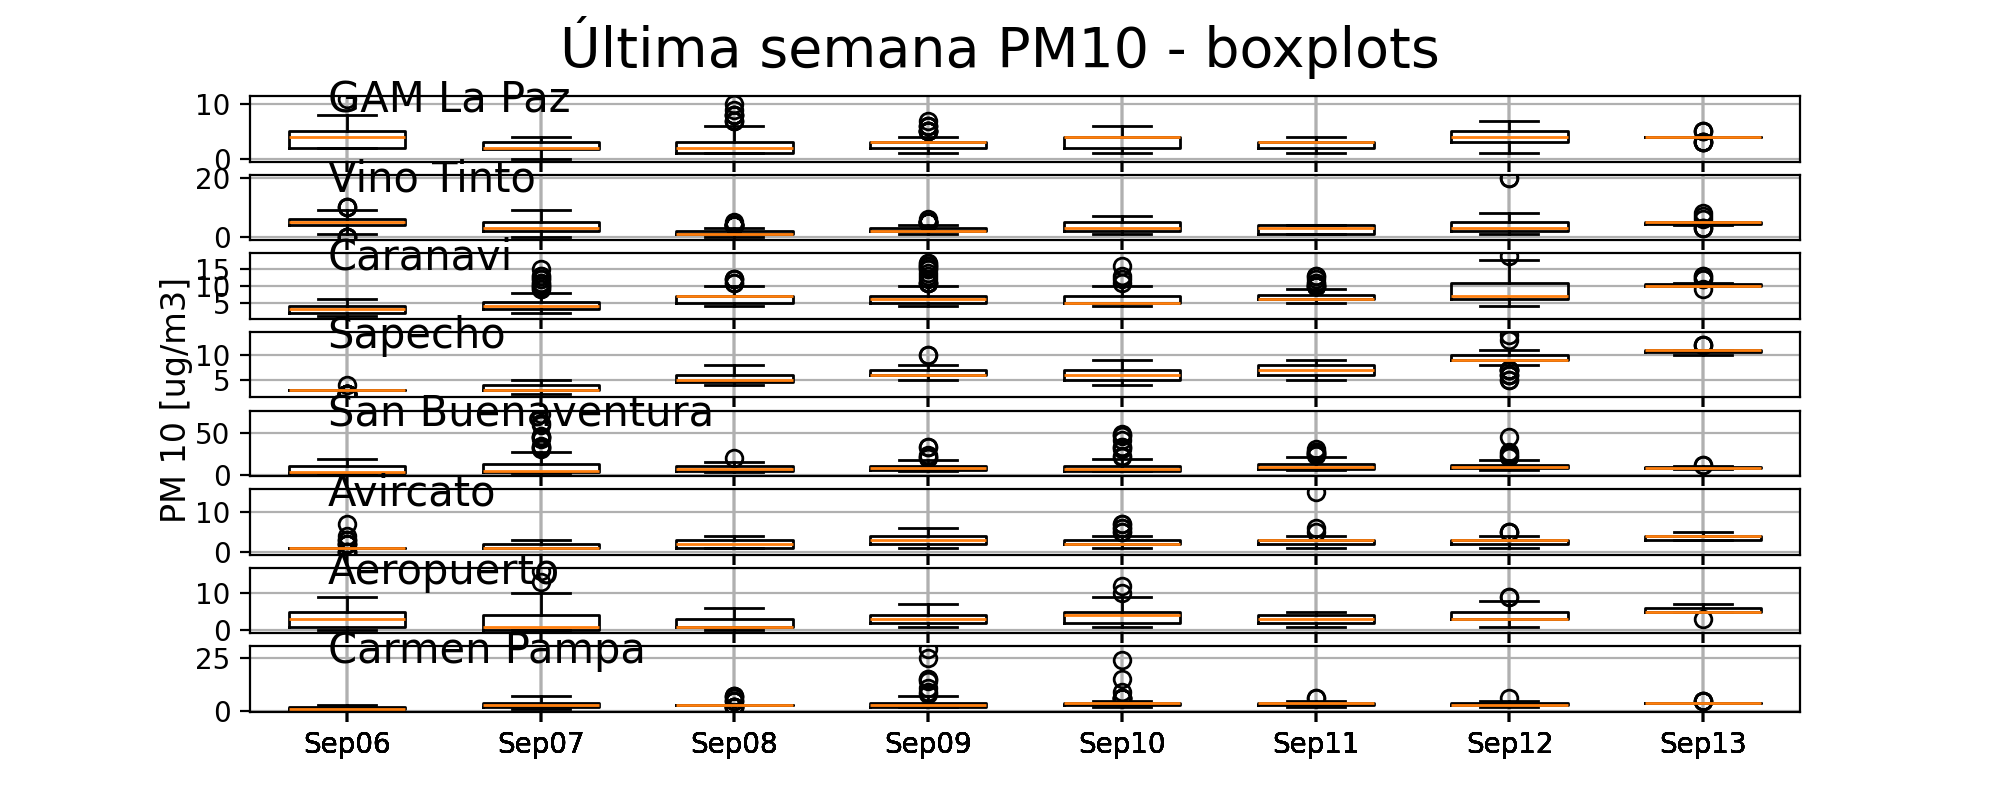 Última semana PM10 - boxplots
GAM La Paz
10
0
Vino Tinto
20
0
Caranavi
15
10
5
Sapecho
10
5
San Buenaventura
50
0
Avircato
10
0
Aeropuerto
10
0
Carmen Pampa
25
0
PM 10 [ug/m3]
Sep06 Sep07 Sep08 Sep09 Sep10 Sep11 Sep12 Sep13